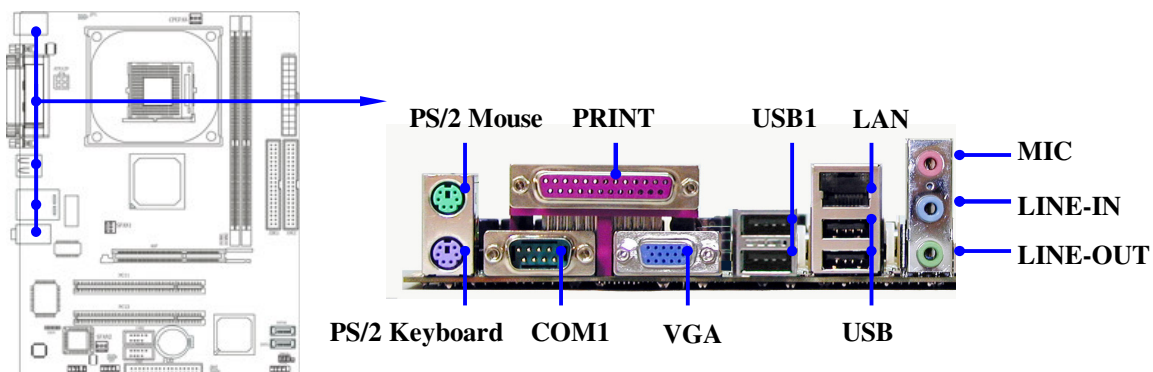 PS/2 Mouse PRINT USB1 LAN
MIC
LINE-IN
LINE-OUT
PS/2 Keyboard COM1 VGA USB